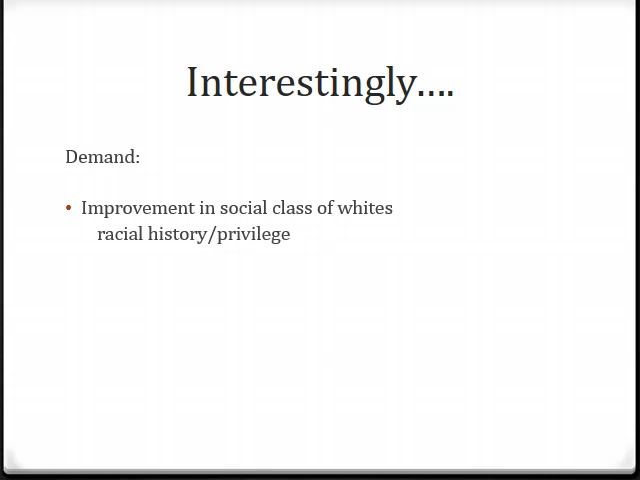 Interestingly....
Demand:
• Improvement in social class of whites
racial history/privilege